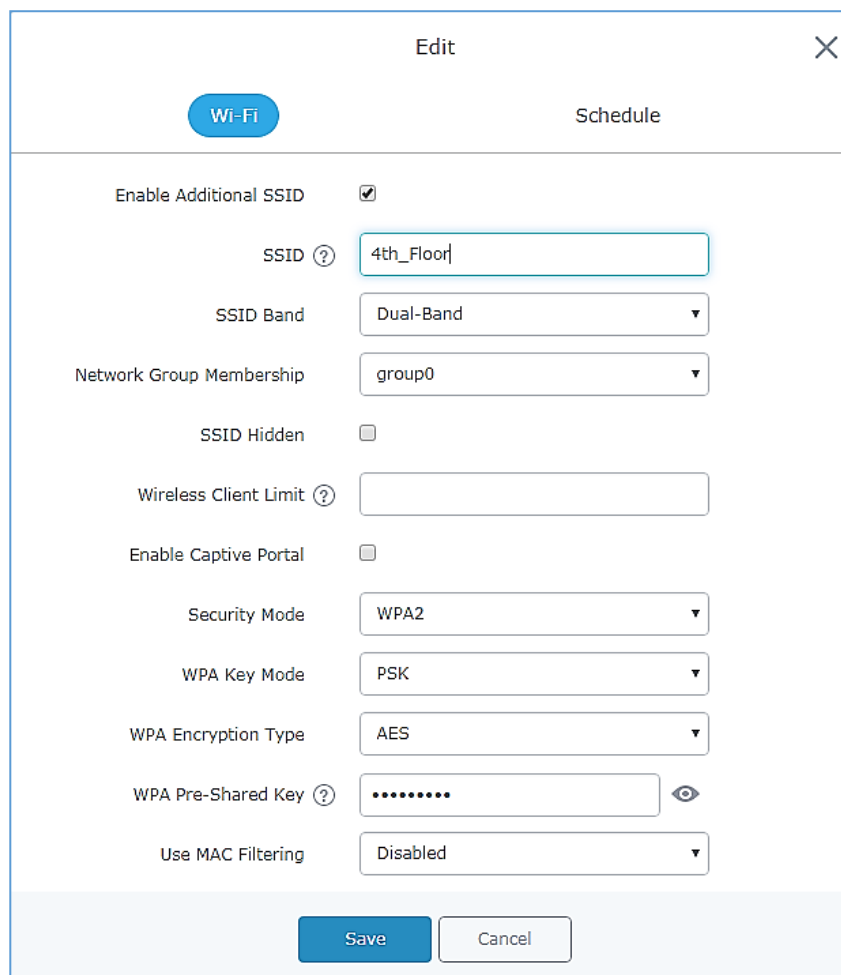 Edit
Wi-Fi Schedule
Enable Additional SSID
SSID ? 4th_Floor
SSID Band Dual-Band
Network Group Membership group0
SSID Hidden
Wireless Client Limit ?
Enable Captive Portal
Security Mode WPA2
WPA Key Mode PSK
WPA Encryption Type AES
WPA Pre-Shared Key ? •••••••••
Use MAC Filtering Disabled
Save Cancel